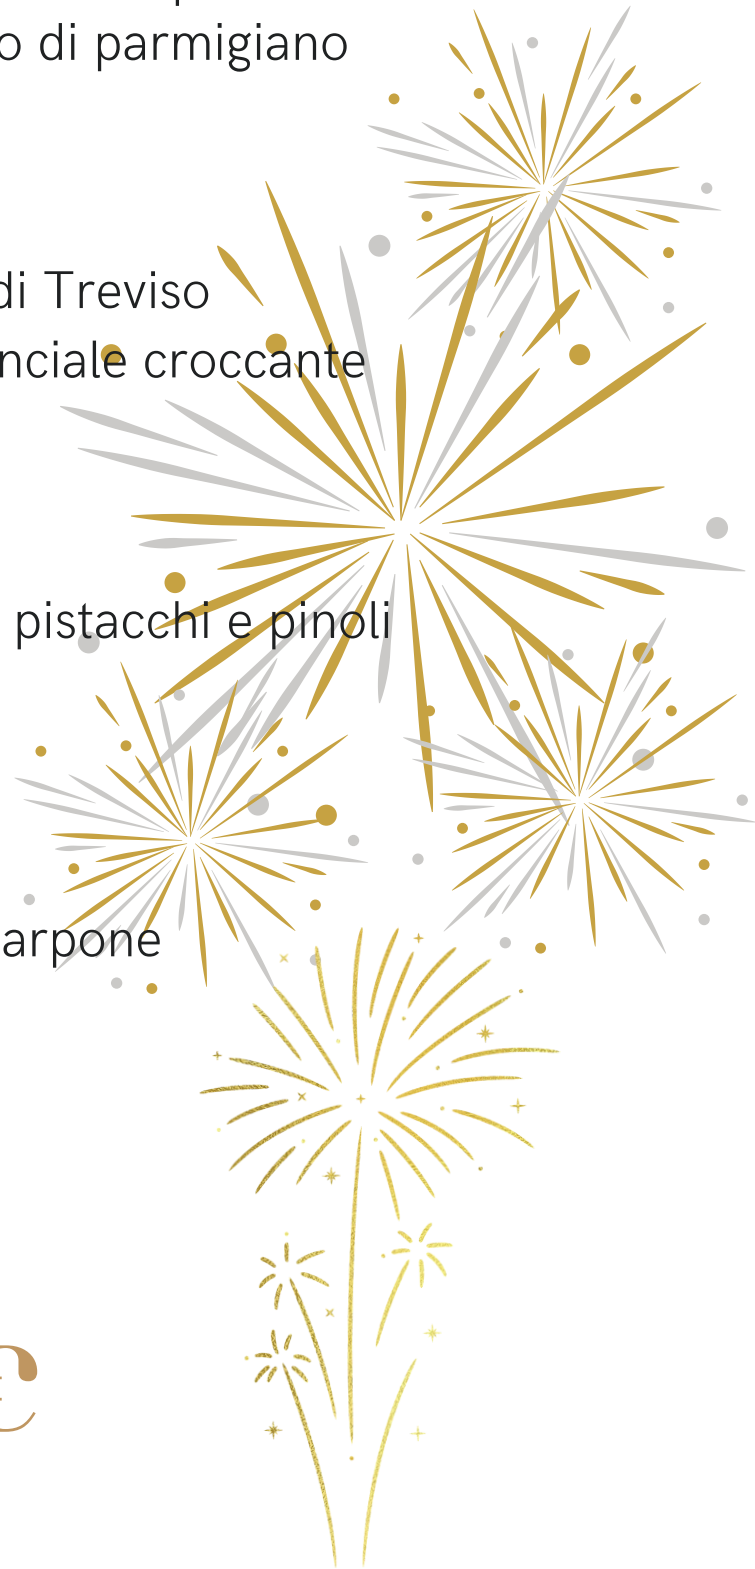 o di parmigiano
di Treviso
nciale croccante
pistacchi e pinoli
arpone
€